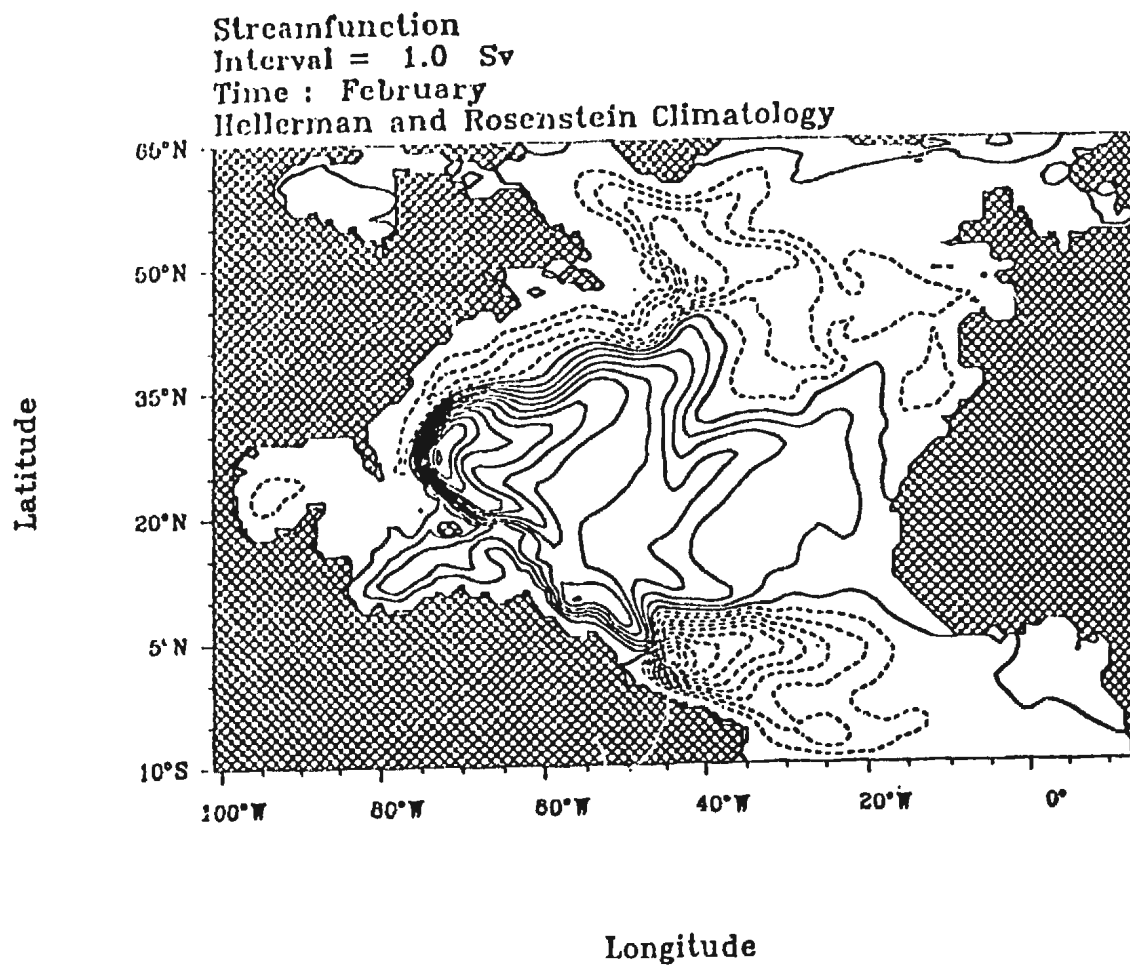 Streamfunction
Interval = 1.0 Sv
Time : February
Hellerman and Rosenstein Climatology
50°N
35°N
20°N
5°N
10°S
Latitude
100°W
80°W
60°W
40°W
20°W
0°
Longitude